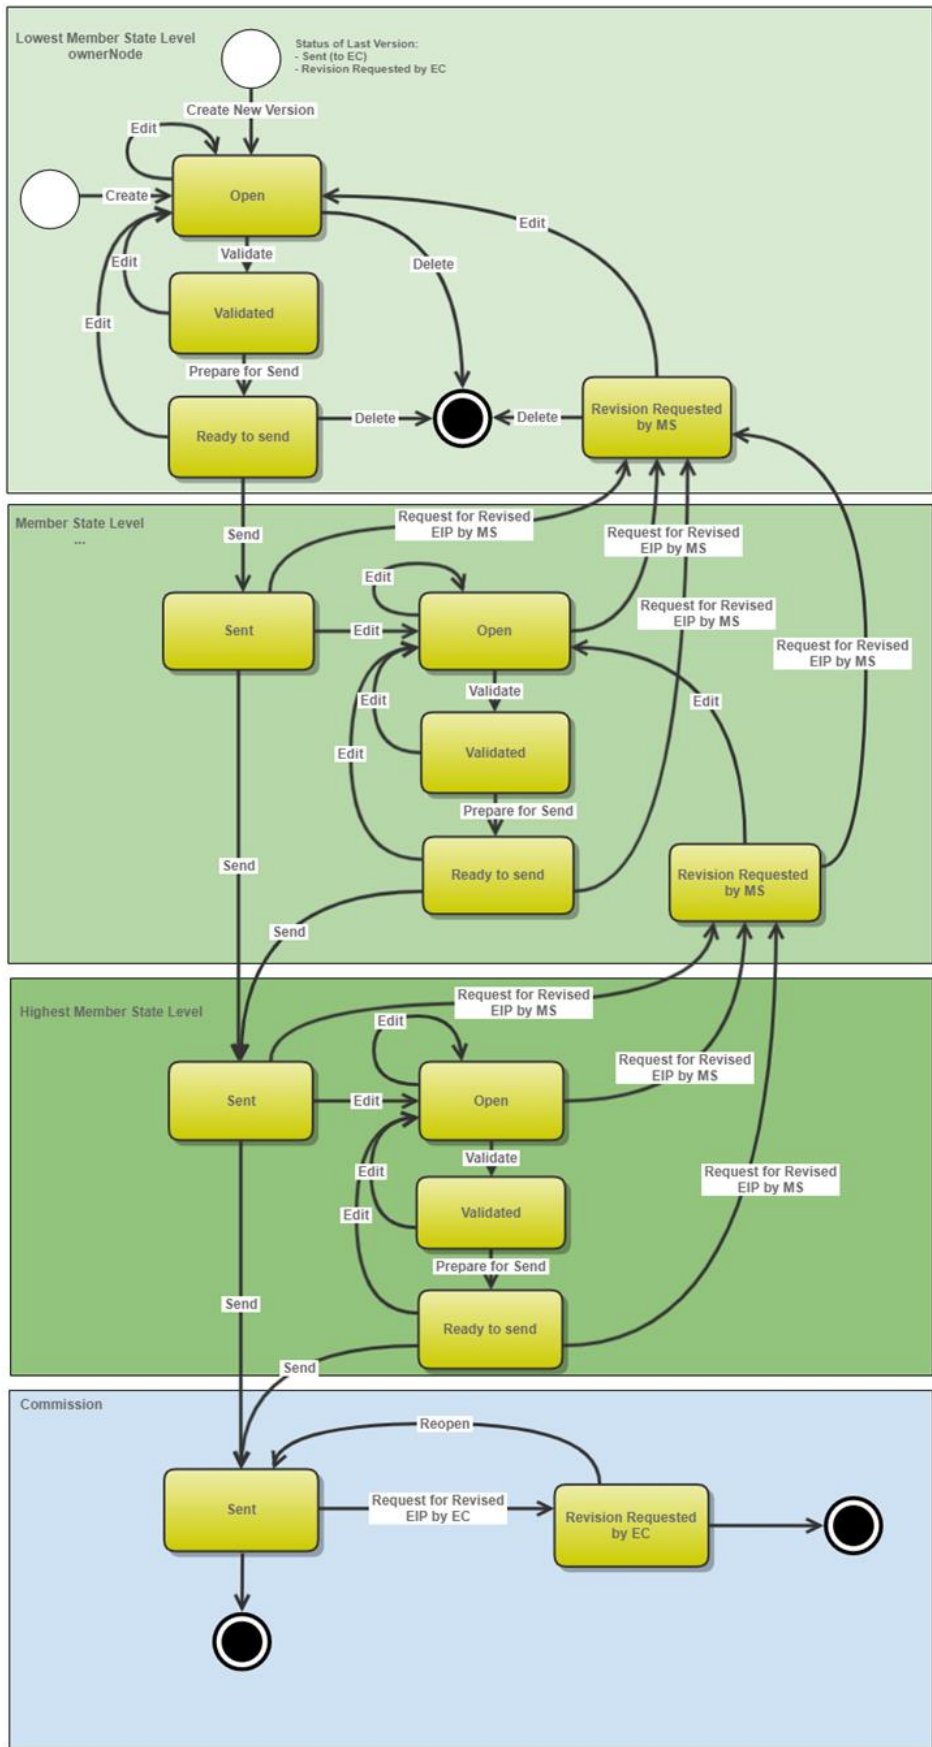 Lowest Member State Level
ownerNode
Status of Last Version:
- Sent (to EC)
- Revision Requested by EC
Create New Version
Edit
Create
Open
Edit
Validate
Edit
Delete
Validated
Edit
Prepare for Send
Ready to send
Delete
Delete
Revision Requested
by MS
Member State Level
...
Send
Request for Revised
EIP by MS
Request for Revised
EIP by MS
Edit
Request for Revised
EIP by MS
Sent
Edit
Open
Request for Revised
EIP by MS
Edit
Validate
Edit
Edit
Validated
Prepare for Send
Send
Ready to send
Revision Requested
by MS
Send
Highest Member State Level
Request for Revised
EIP by MS
Edit
Request for Revised
EIP by MS
Sent
Edit
Open
Validate
Edit
Request for Revised
EIP by MS
Edit
Validated
Prepare for Send
Send
Ready to send
Send
Commission
Reopen
Sent
Request for Revised
EIP by EC
Revision Requested
by EC